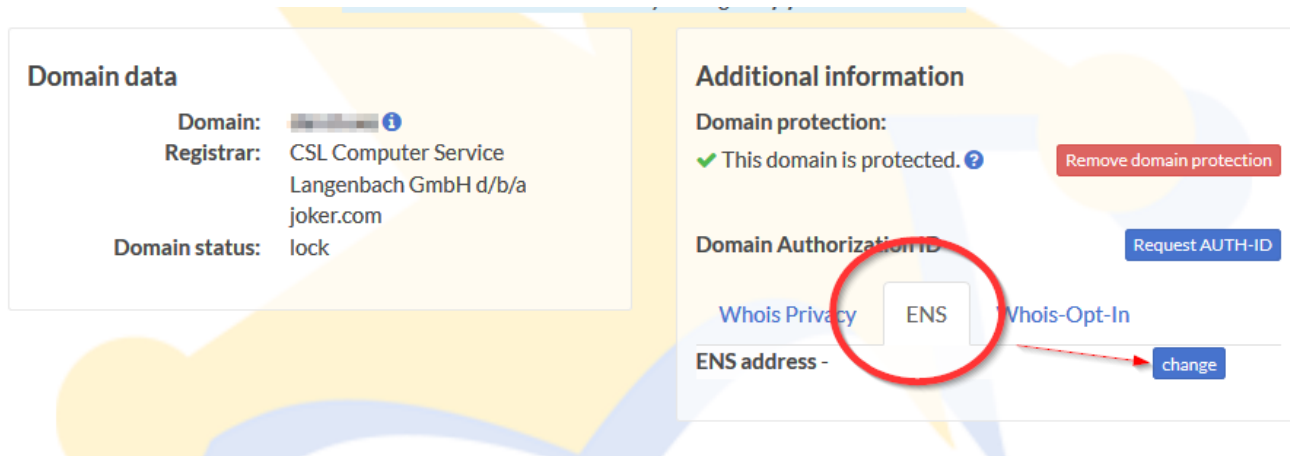 Domain data
Domain:
Registrar: CSL Computer Service
Langenbach GmbH d/b/a
joker.com
Domain status: lock
Additional information
Domain protection:
This domain is protected. Remove domain protection
Domain Authorization ID Request AUTH-ID
Whois Privacy ENS Whois-Opt-In
ENS address - change